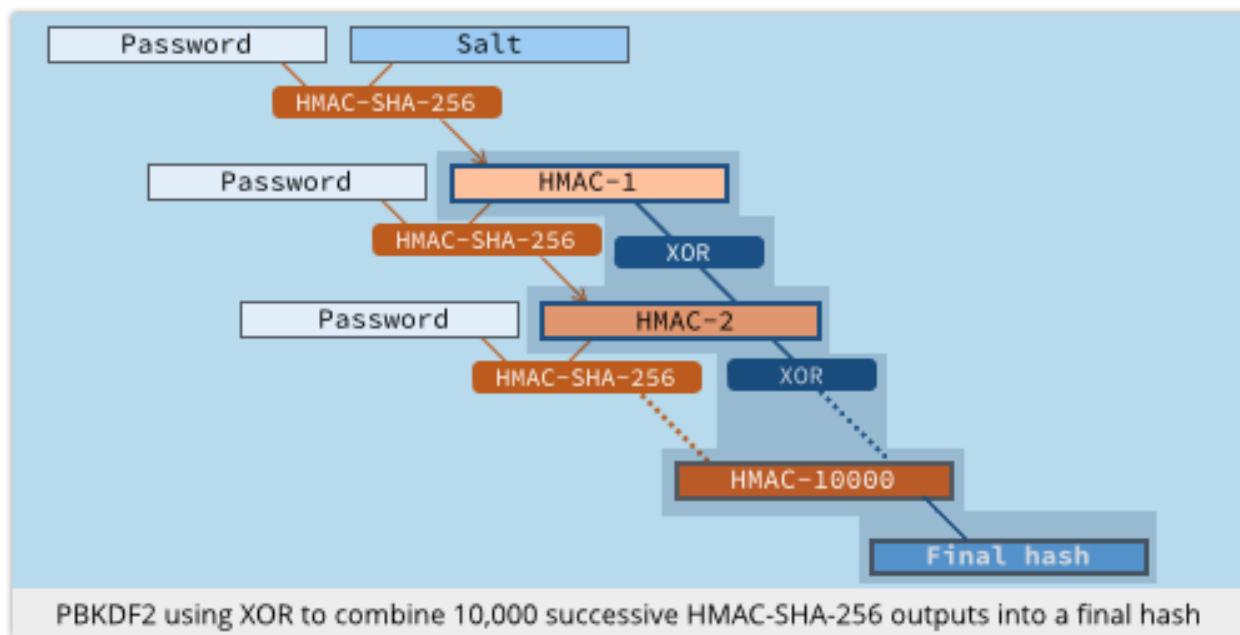 Password Salt
HMAC-SHA-256
Password HMAC-1
HMAC-SHA-256 XOR
Password HMAC-2
HMAC-SHA-256 XOR
HMAC-10000
Final hash
PBKDF2 using XOR to combine 10,000 successive HMAC-SHA-256 outputs into a final hash